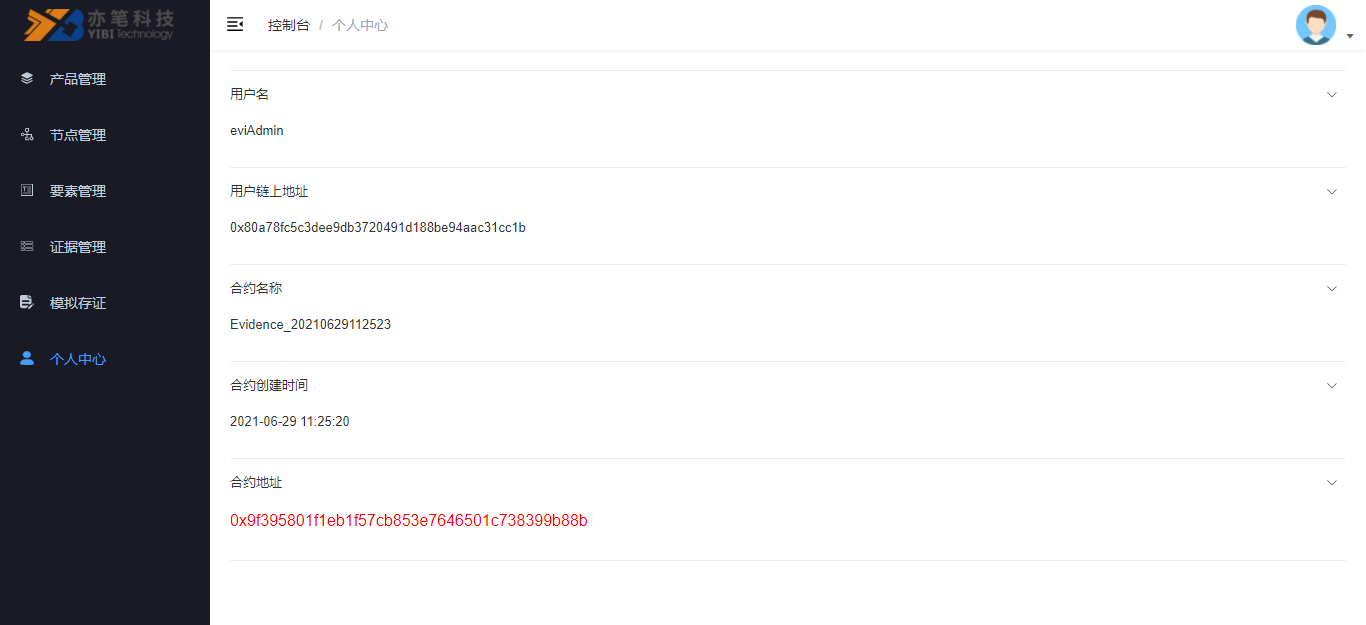 亦笔科技
YIBI Technology
控制台 / 个人中心
产品管理
节点管理
要素管理
证据管理
模拟存证
个人中心
用户名
eviAdmin
用户链上地址
0x80a78fc5c3dee9db3720491d188be94aac31cc1b
合约名称
Evidence_20210629112523
合约创建时间
2021-06-29 11:25:20
合约地址
0x9f395801f1eb1f57cb853e7646501c738399b88b